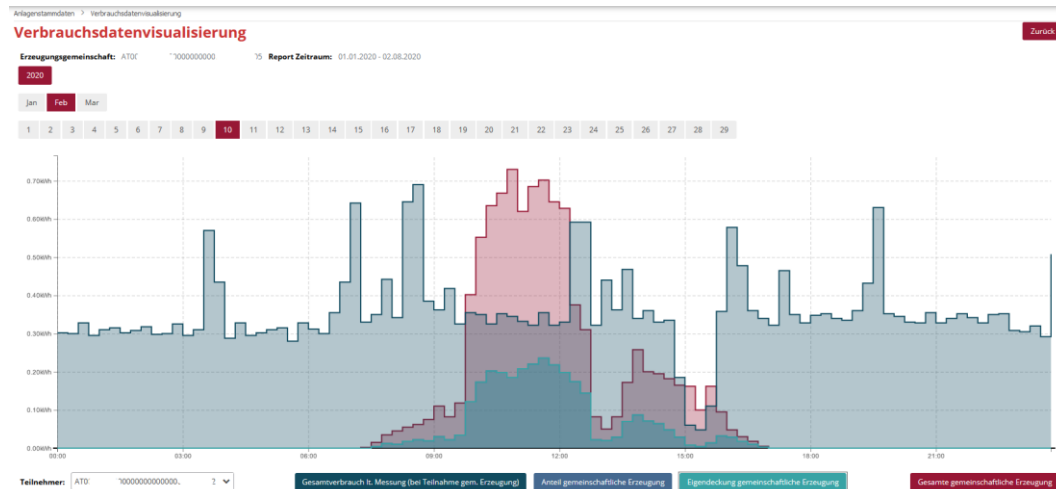 Anlagenstammdaten > Verbrauchsdatenvisualisierung
Verbrauchsdatenvisualisierung
Zurück
Erzeugungsgemeinschaft: Report Zeitraum: 01.01.2020 - 02.08.2020
2020
Jan Feb Mar
1 2 3 4 5 6 7 8 9 10 11 12 13 14 15 16 17 18 19 20 21 22 23 24 25 26 27 28 29
0.70kWh
0.60kWh
0.50kWh
0.40kWh
0.30kWh
0.20kWh
0.10kWh
0.00kWh
00:00 03:00 06:00 09:00 12:00 15:00 18:00 21:00
Teilnehmer: Gesamtverbrauch lt. Messung (bei Teilnahme gem. Erzeugung) Anteil gemeinschaftliche Erzeugung Eigendeckung gemeinschaftliche Erzeugung Gesamte gemeinschaftliche Erzeugung